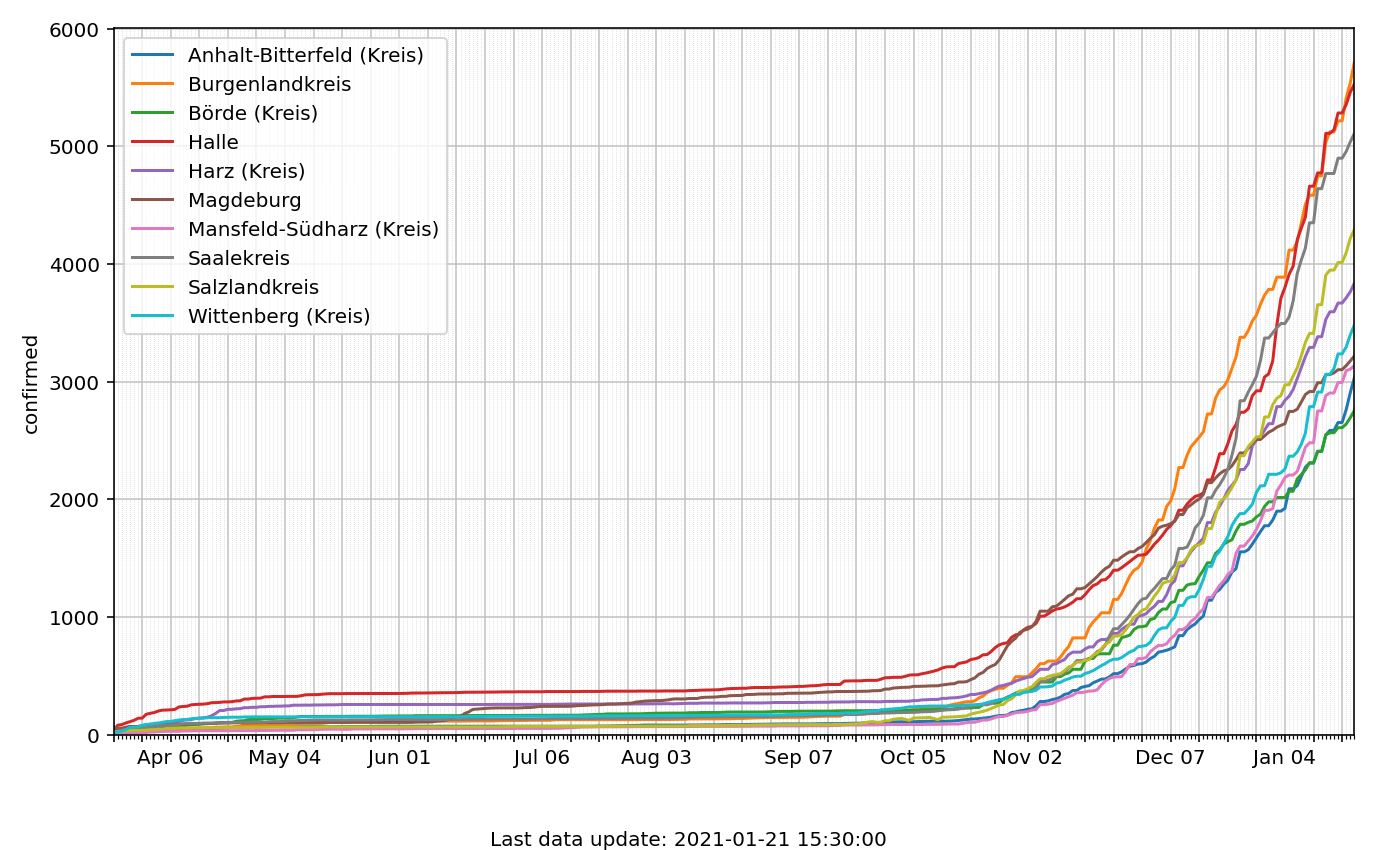 6000
5000
4000
3000
2000
1000
0
confirmed
Anhalt-Bitterfeld (Kreis)
Burgenlandkreis
Börde (Kreis)
Halle
Harz (Kreis)
Magdeburg
Mansfeld-Südharz (Kreis)
Saalekreis
Salzlandkreis
Wittenberg (Kreis)
Apr 06 May 04 Jun 01 Jul 06 Aug 03 Sep 07 Oct 05 Nov 02 Dec 07 Jan 04
Last data update: 2021-01-21 15:30:00